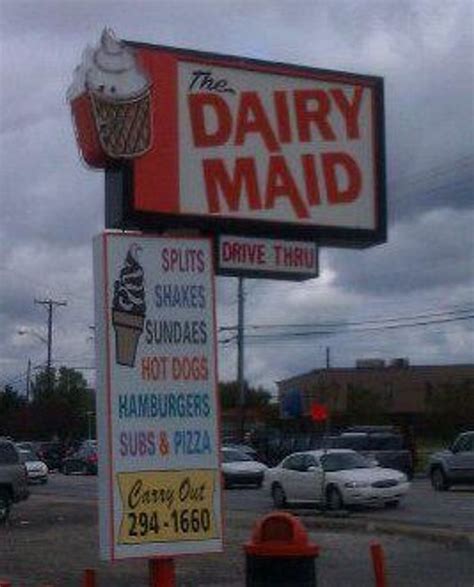 The
DAIRY
MAID
DRIVE THRU
SPLITS
SHAKES
SUNDAES
HOT DOGS
HAMBURGERS
SUBS & PIZZA
Carry Out
294-1660